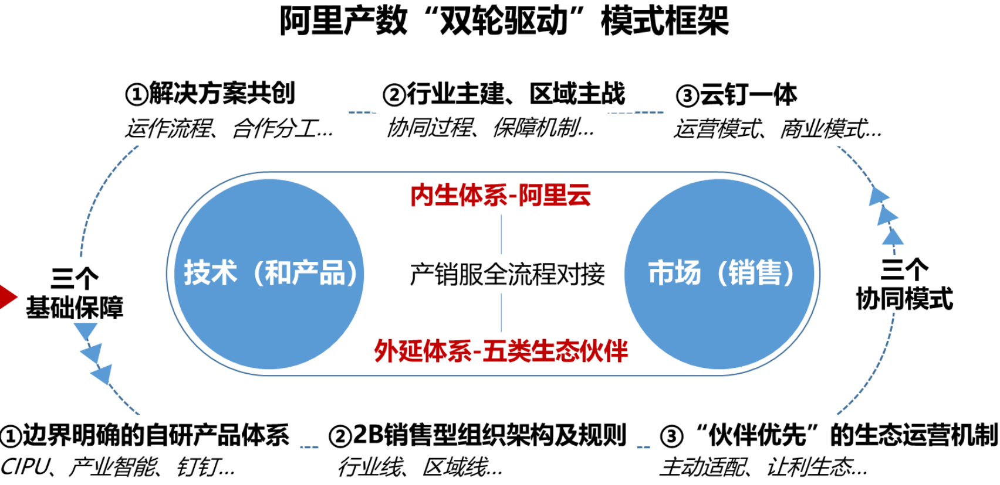 阿里产数“双轮驱动”模式框架
①解决方案共创
运作流程、合作分工...
②行业主建、区域主战
协同过程、保障机制...
③云钉一体
运营模式、商业模式...
内生体系-阿里云
技术（和产品）
产销服全流程对接
市场（销售）
外延体系-五类生态伙伴
三个
基础保障
三个
协同模式
①边界明确的自研产品体系
CIPU、产业智能、钉钉...
②2B销售型组织架构及规则
行业线、区域线...
③“伙伴优先”的生态运营机制
主动适配、让利生态...